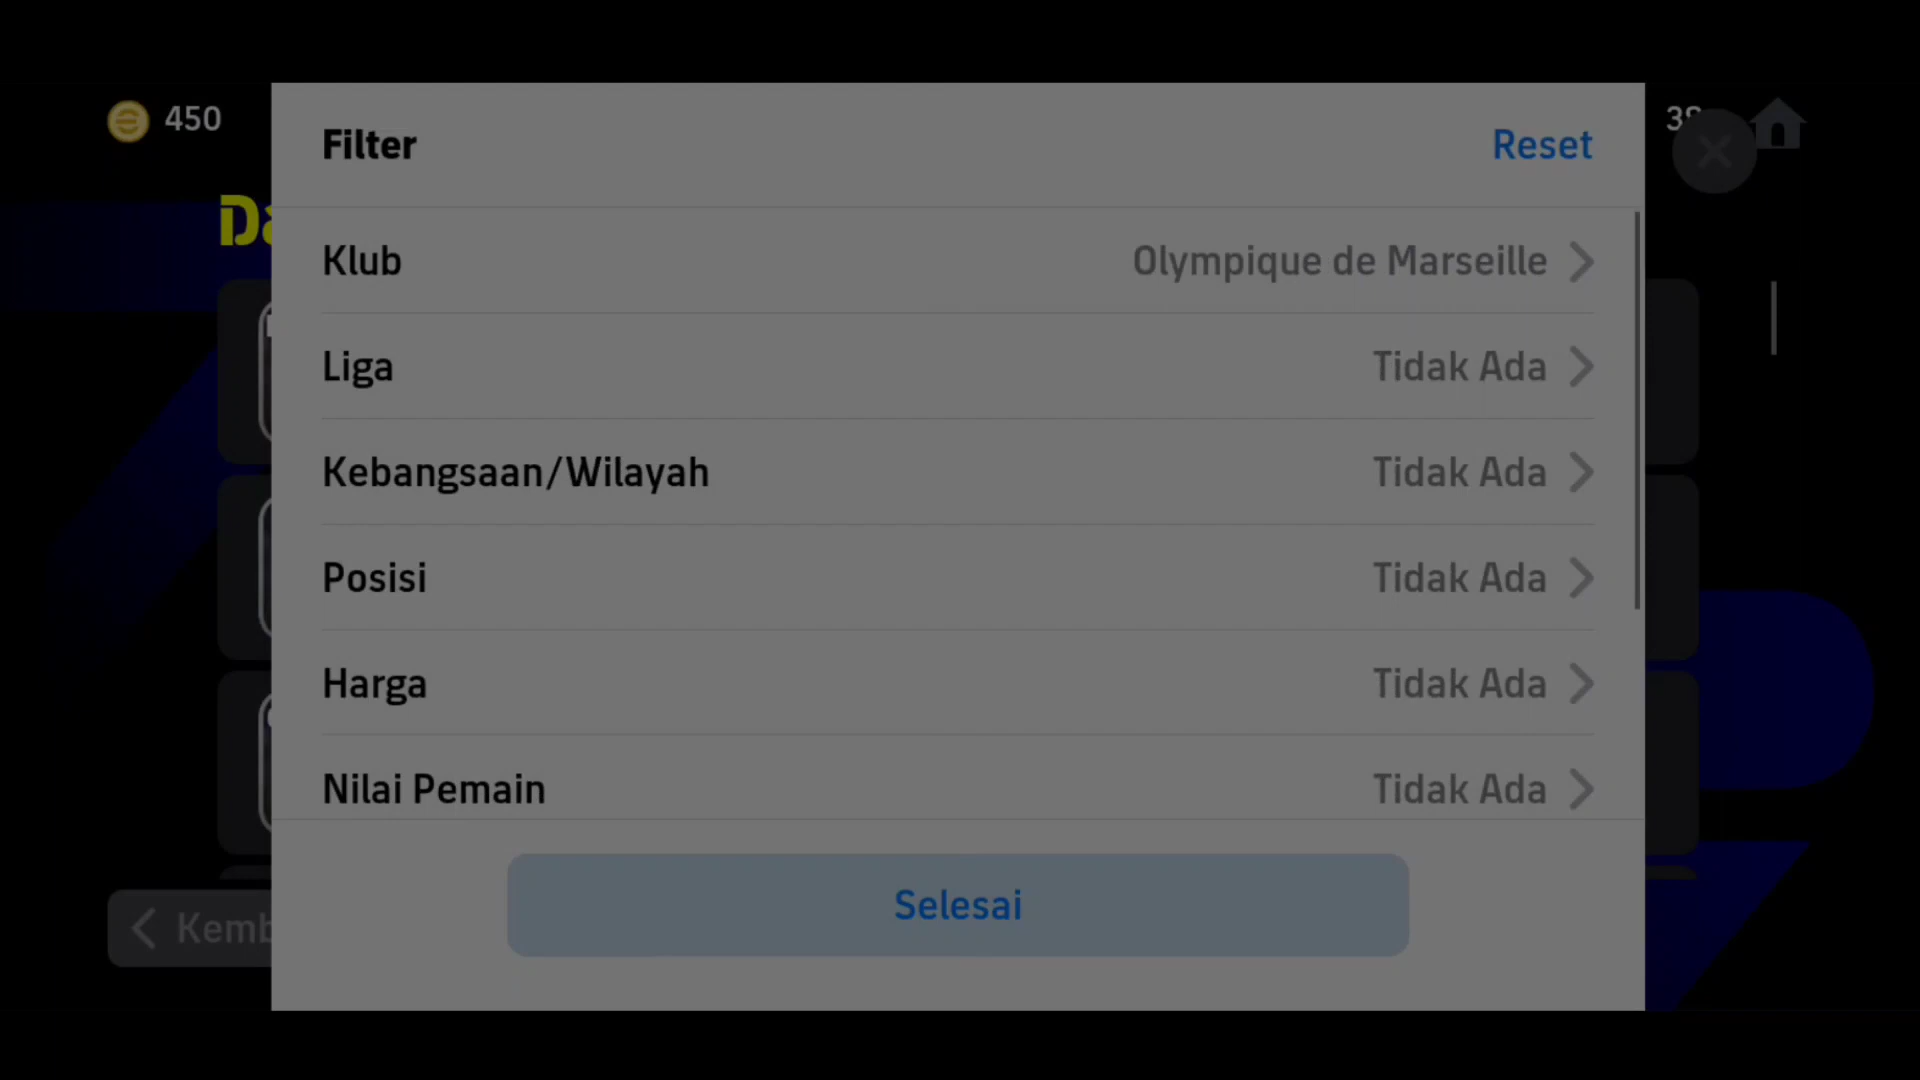 450
Filter
Reset
Klub
Olympique de Marseille
Liga
Tidak Ada
Kebangsaan/Wilayah
Tidak Ada
Posisi
Tidak Ada
Harga
Tidak Ada
Nilai Pemain
Tidak Ada
Selesai